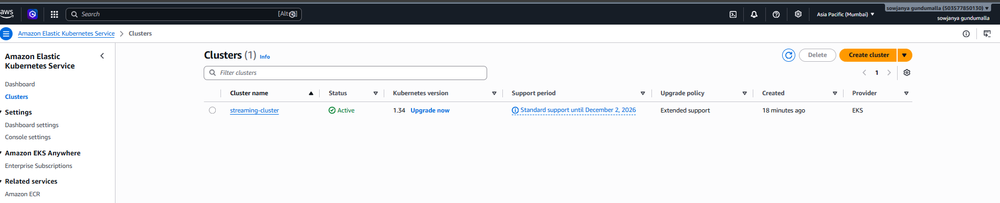 aws
Search [Alt
Asia Pacific (Mumbai)
sowjanya gundumalla (503577850130)
sowjanya gundumalla
Amazon Elastic Kubernetes Service > Clusters
Amazon Elastic
Kubernetes Service
Dashboard
Clusters
Settings
Dashboard settings
Console settings
Amazon EKS Anywhere
Enterprise Subscriptions
Related services
Amazon ECR
Clusters (1) Info
Delete
Create cluster
Filter clusters
1
Cluster name Status Kubernetes version Support period Upgrade policy Created Provider
streaming-cluster Active 1.34 Upgrade now Standard support until December 2, 2026 Extended support 18 minutes ago EKS